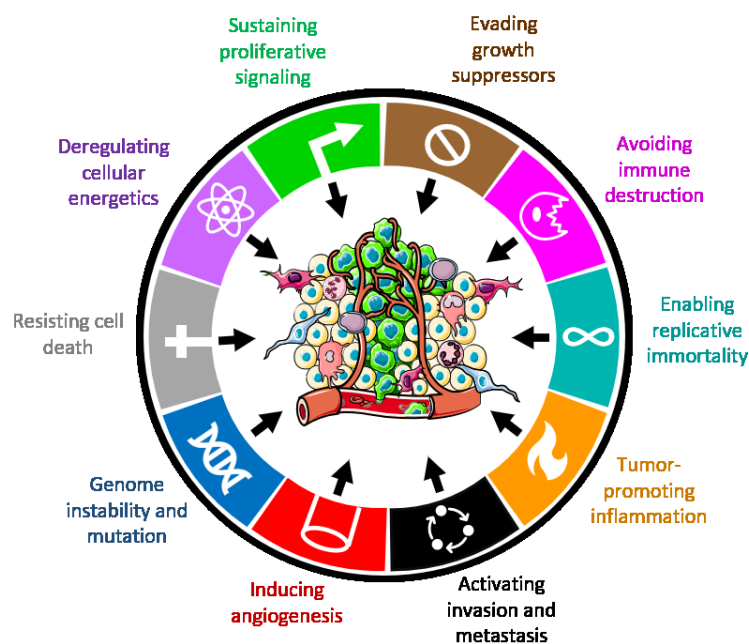 Sustaining
proliferative
signaling
Evading
growth
suppressors
Avoiding
immune
destruction
Enabling
replicative
immortality
Tumor-
promoting
inflammation
Activating
invasion and
metastasis
Inducing
angiogenesis
Genome
instability and
mutation
Resisting cell
death
Deregulating
cellular
energetics